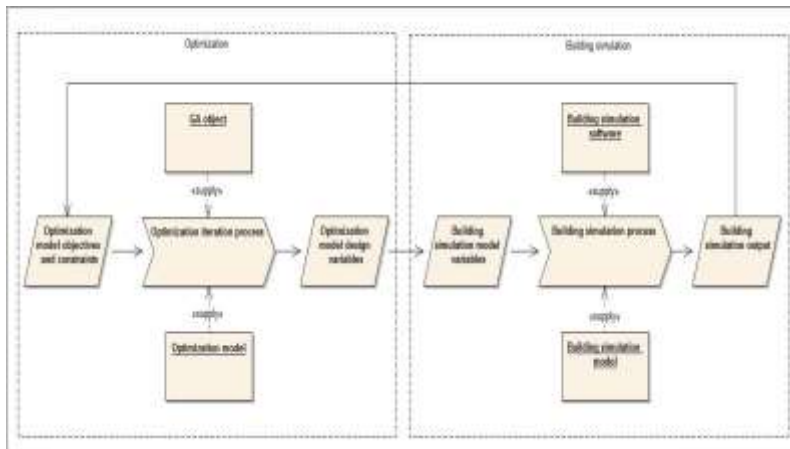 Optimization
Building simulation
GA object
Building simulation
software
«supply»
«supply»
Optimization
model objectives
and constraints
Optimization iteration process
Optimization
model design
variables
Building
simulation model
variables
Building simulation process
Building
simulation output
«supply»
«supply»
Optimization model
Building simulation
model